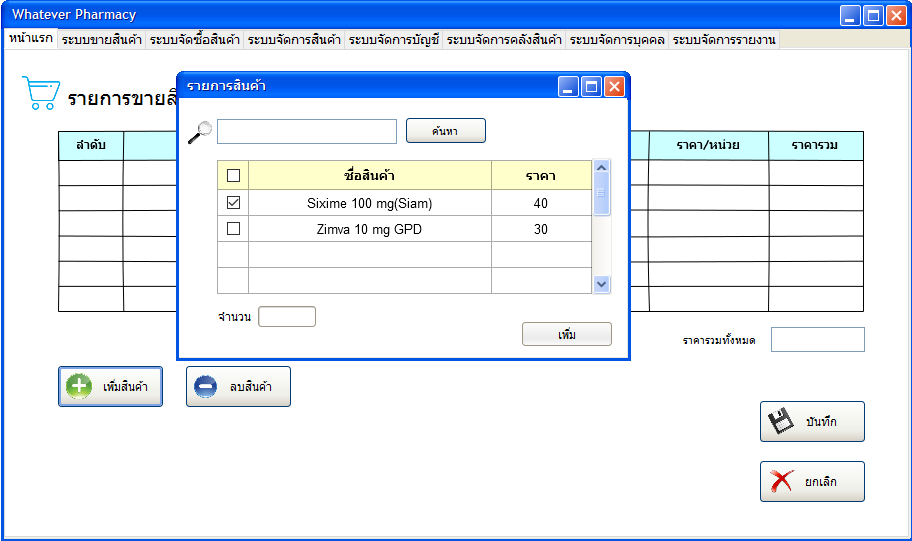 Whatever Pharmacy
หน้าแรก ระบบขายสินค้า ระบบจัดซื้อสินค้า ระบบจัดการสินค้า ระบบจัดการบัญชี ระบบจัดการคลังสินค้า ระบบจัดการบุคคล ระบบจัดการรายงาน
รายการขาย
ลำดับ ราคา/หน่วย ราคารวม
รายการสินค้า
ค้นหา
ชื่อสินค้า ราคา
Sixime 100 mg(Siam) 40
Zimva 10 mg GPD 30
จำนวน
เพิ่ม
ราคารวมทั้งหมด
เพิ่มสินค้า ลบสินค้า
บันทึก
ยกเลิก